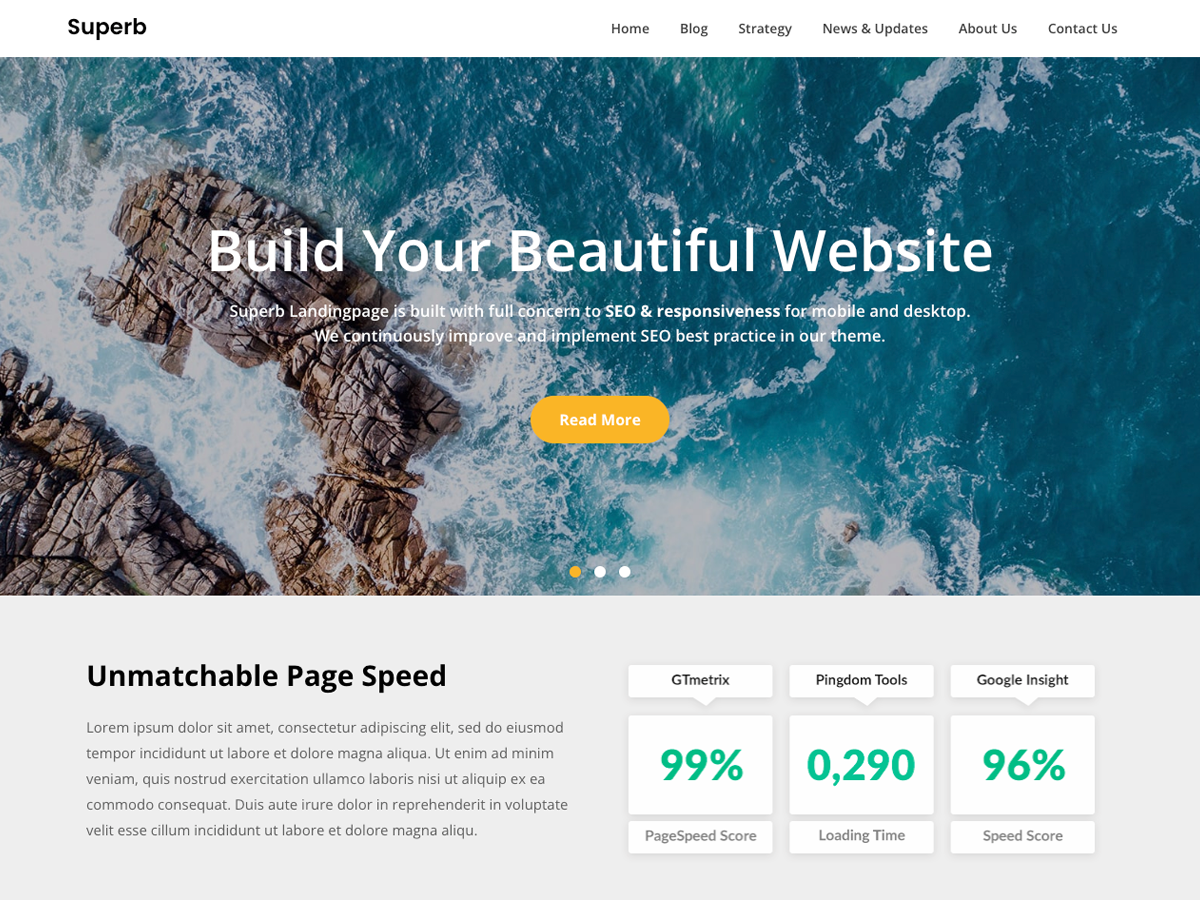 Superb
Home Blog Strategy News & Updates About Us Contact Us
Build Your Beautiful Website
Superb Landingpage is built with full concern to SEO & responsiveness for mobile and desktop.
We continuously improve and implement SEO best practice in our theme.
Read More
Unmatchable Page Speed
Lorem ipsum dolor sit amet, consectetur adipiscing elit, sed do eiusmod
tempor incididunt ut labore et dolore magna aliqua. Ut enim ad minim
veniam, quis nostrud exercitation ullamco laboris nisi ut aliquip ex ea
commodo consequat. Duis aute irure dolor in reprehenderit in voluptate
velit esse cillum incididunt ut labore et dolore magna aliqu.
GTmetrix Pingdom Tools Google Insight
99% 0,290 96%
PageSpeed Score Loading Time Speed Score